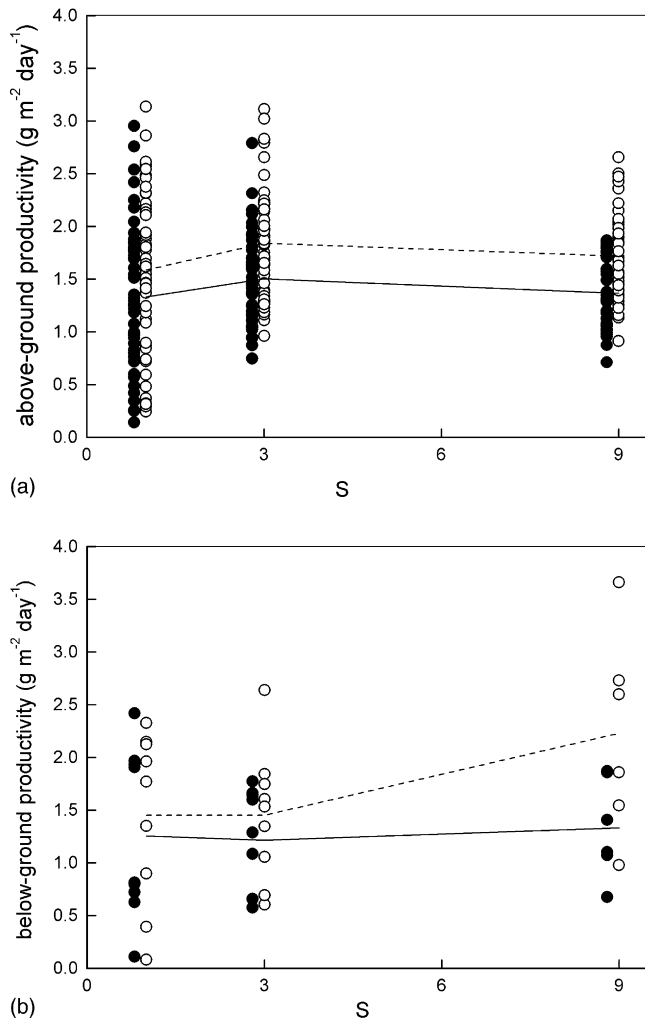 4.0
3.5
3.0
2.5
2.0
1.5
1.0
0.5
0.0
above-ground productivity (g m⁻² day⁻¹)
0 3 6 9
(a)
S
4.0
3.5
3.0
2.5
2.0
1.5
1.0
0.5
0.0
below-ground productivity (g m⁻² day⁻¹)
0 3 6 9
(b)
S